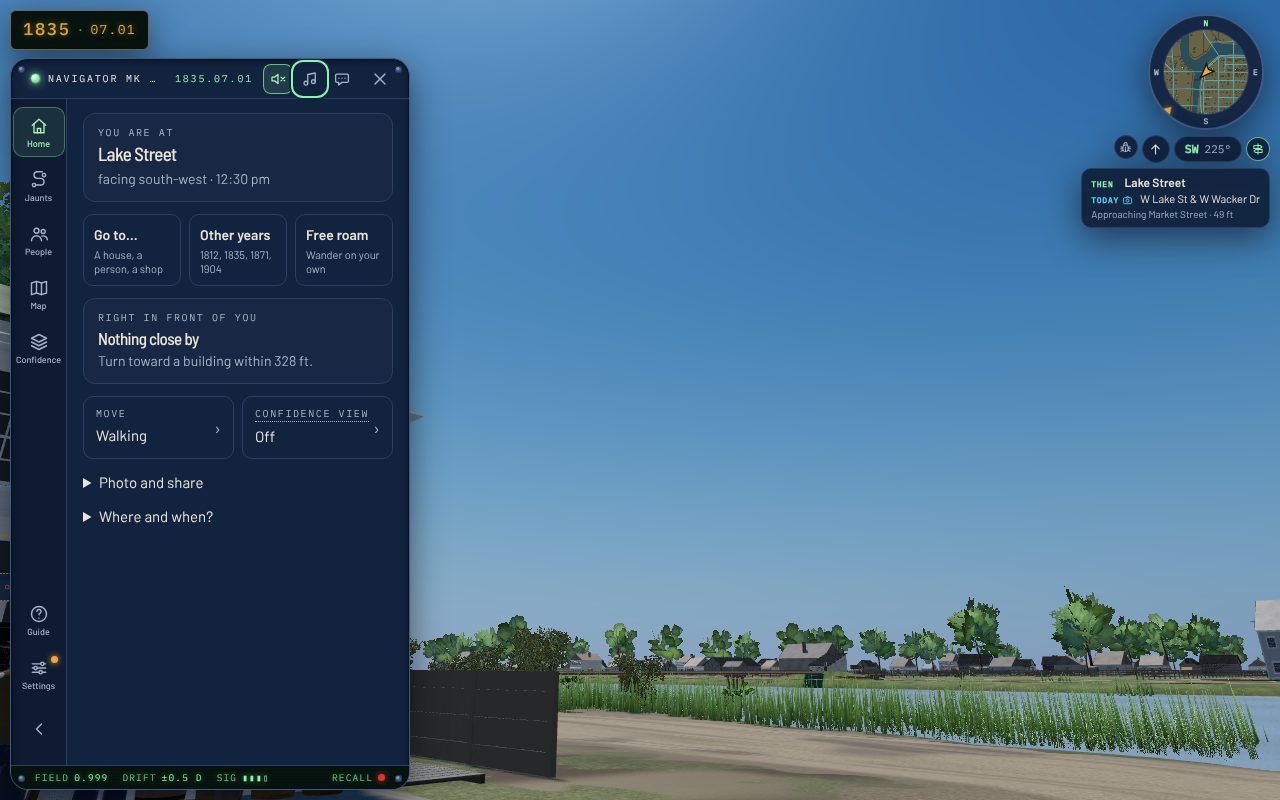 1835 · 07.01
NAVIGATOR MK … 1835.07.01
Home
Jaunts
People
Map
Confidence
Guide
Settings
YOU ARE AT
Lake Street
facing south-west · 12:30 pm
Go to…
A house, a
person, a shop
Other years
1812, 1835, 1871,
1904
Free roam
Wander on your
own
RIGHT IN FRONT OF YOU
Nothing close by
Turn toward a building within 328 ft.
MOVE
Walking
CONFIDENCE VIEW
Off
Photo and share
Where and when?
FIELD 0.999 DRIFT ±0.5 D SIG RECALL
N
W E
S
SW 225°
THEN Lake Street
TODAY W Lake St & W Wacker Dr
Approaching Market Street · 49 ft